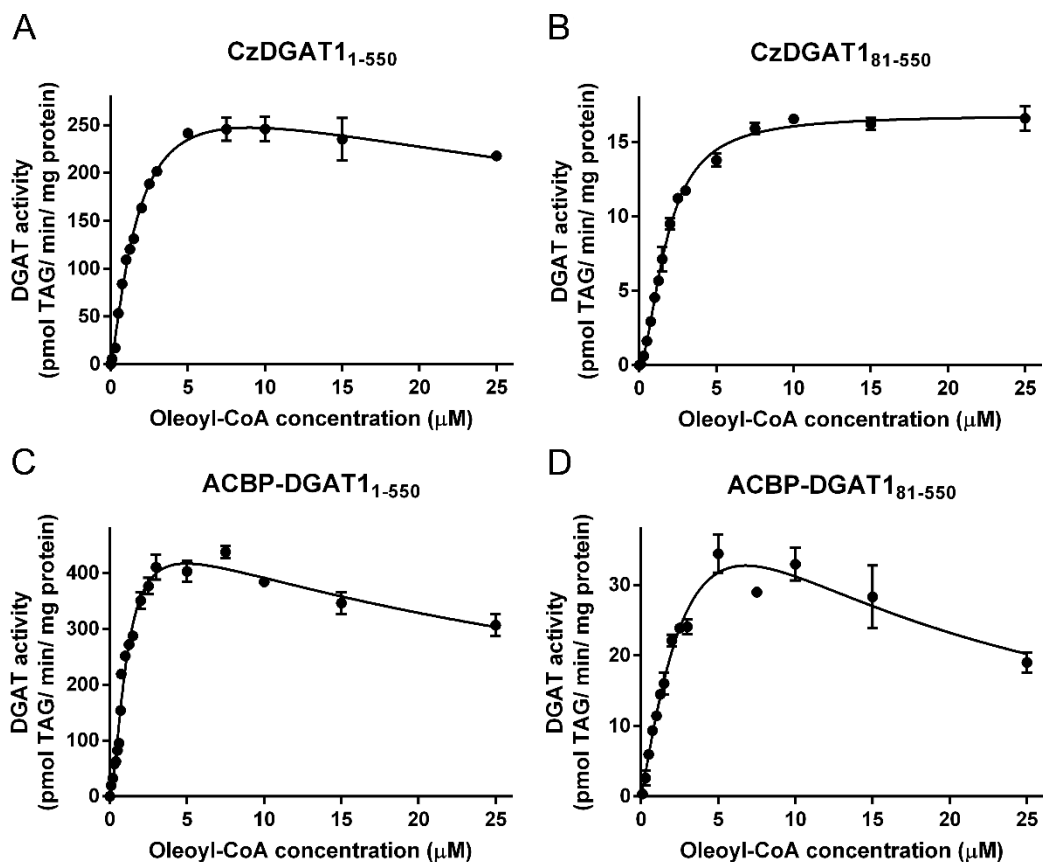 A
CzDGAT1₁₋₅₅₀
DGAT activity
(pmol TAG/ min/ mg protein)
250
200
150
100
50
0
0 5 10 15 20 25
Oleoyl-CoA concentration (μM)
B
CzDGAT1₈₁₋₅₅₀
DGAT activity
(pmol TAG/ min/ mg protein)
15
10
5
0
0 5 10 15 20 25
Oleoyl-CoA concentration (μM)
C
ACBP-DGAT1₁₋₅₅₀
DGAT activity
(pmol TAG/ min/ mg protein)
400
300
200
100
0
0 5 10 15 20 25
Oleoyl-CoA concentration (μM)
D
ACBP-DGAT1₈₁₋₅₅₀
DGAT activity
(pmol TAG/ min/ mg protein)
30
20
10
0
0 5 10 15 20 25
Oleoyl-CoA concentration (μM)